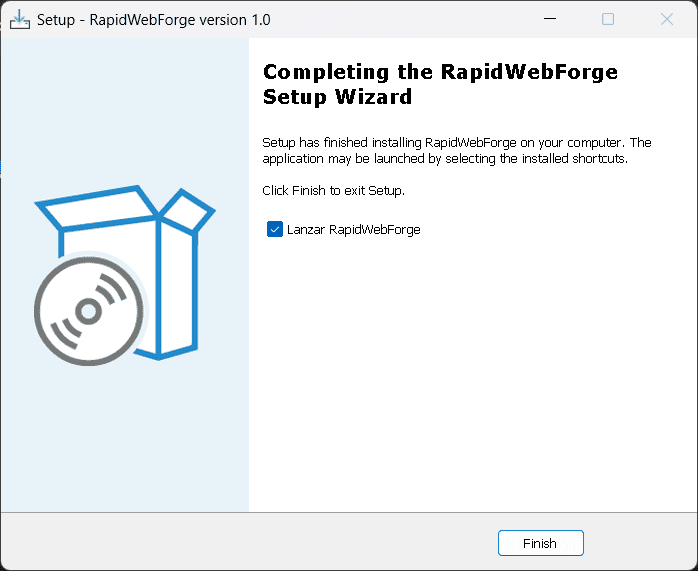 Setup - RapidWebForge version 1.0
Completing the RapidWebForge
Setup Wizard
Setup has finished installing RapidWebForge on your computer. The
application may be launched by selecting the installed shortcuts.
Click Finish to exit Setup.
Lanzar RapidWebForge
Finish